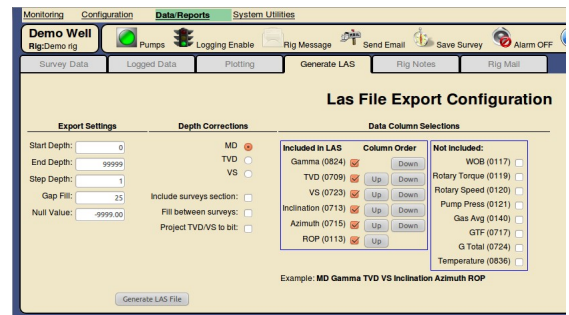 Monitoring Configuration Data/Reports System Utilities
Demo Well
Rig:Demo rig
Pumps Logging Enable Rig Message Send Email Save Survey Alarm OFF
Survey Data Logged Data Plotting Generate LAS Rig Notes Rig Mail
Las File Export Configuration
Export Settings Depth Corrections Data Column Selections
Start Depth: 0 MD Included in LAS Column Order Not Included:
End Depth: 99999 TVD Gamma (0824) Down WOB (0117)
Step Depth: 1 VS TVD (0709) Up Down Rotary Torque (0119)
Gap Fill: 25 Include surveys section: VS (0723) Up Down Rotary Speed (0120)
Null Value: -9999.00 Fill between surveys: Inclination (0713) Up Down Pump Press (0121)
Project TVD/VS to bit: Azimuth (0715) Up Down Gas Avg (0140)
ROP (0113) Up GTF (0717)
G Total (0724)
Temperature (0836)
Example: MD Gamma TVD VS Inclination Azimuth ROP
Generate LAS File